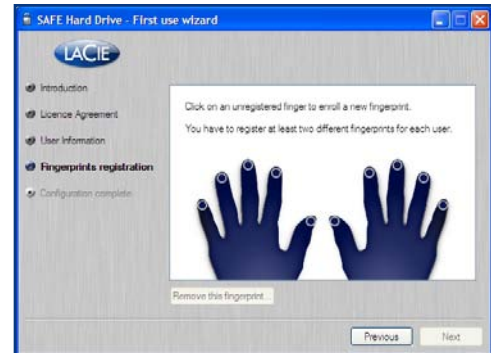 SAFE Hard Drive - First use wizard
LACIE
Introduction
Licence Agreement
User Information
Fingerprints registration
Configuration complete
Click on an unregistered finger to enroll a new fingerprint.
You have to register at least two different fingerprints for each user.
Remove this fingerprint...
Previous
Next